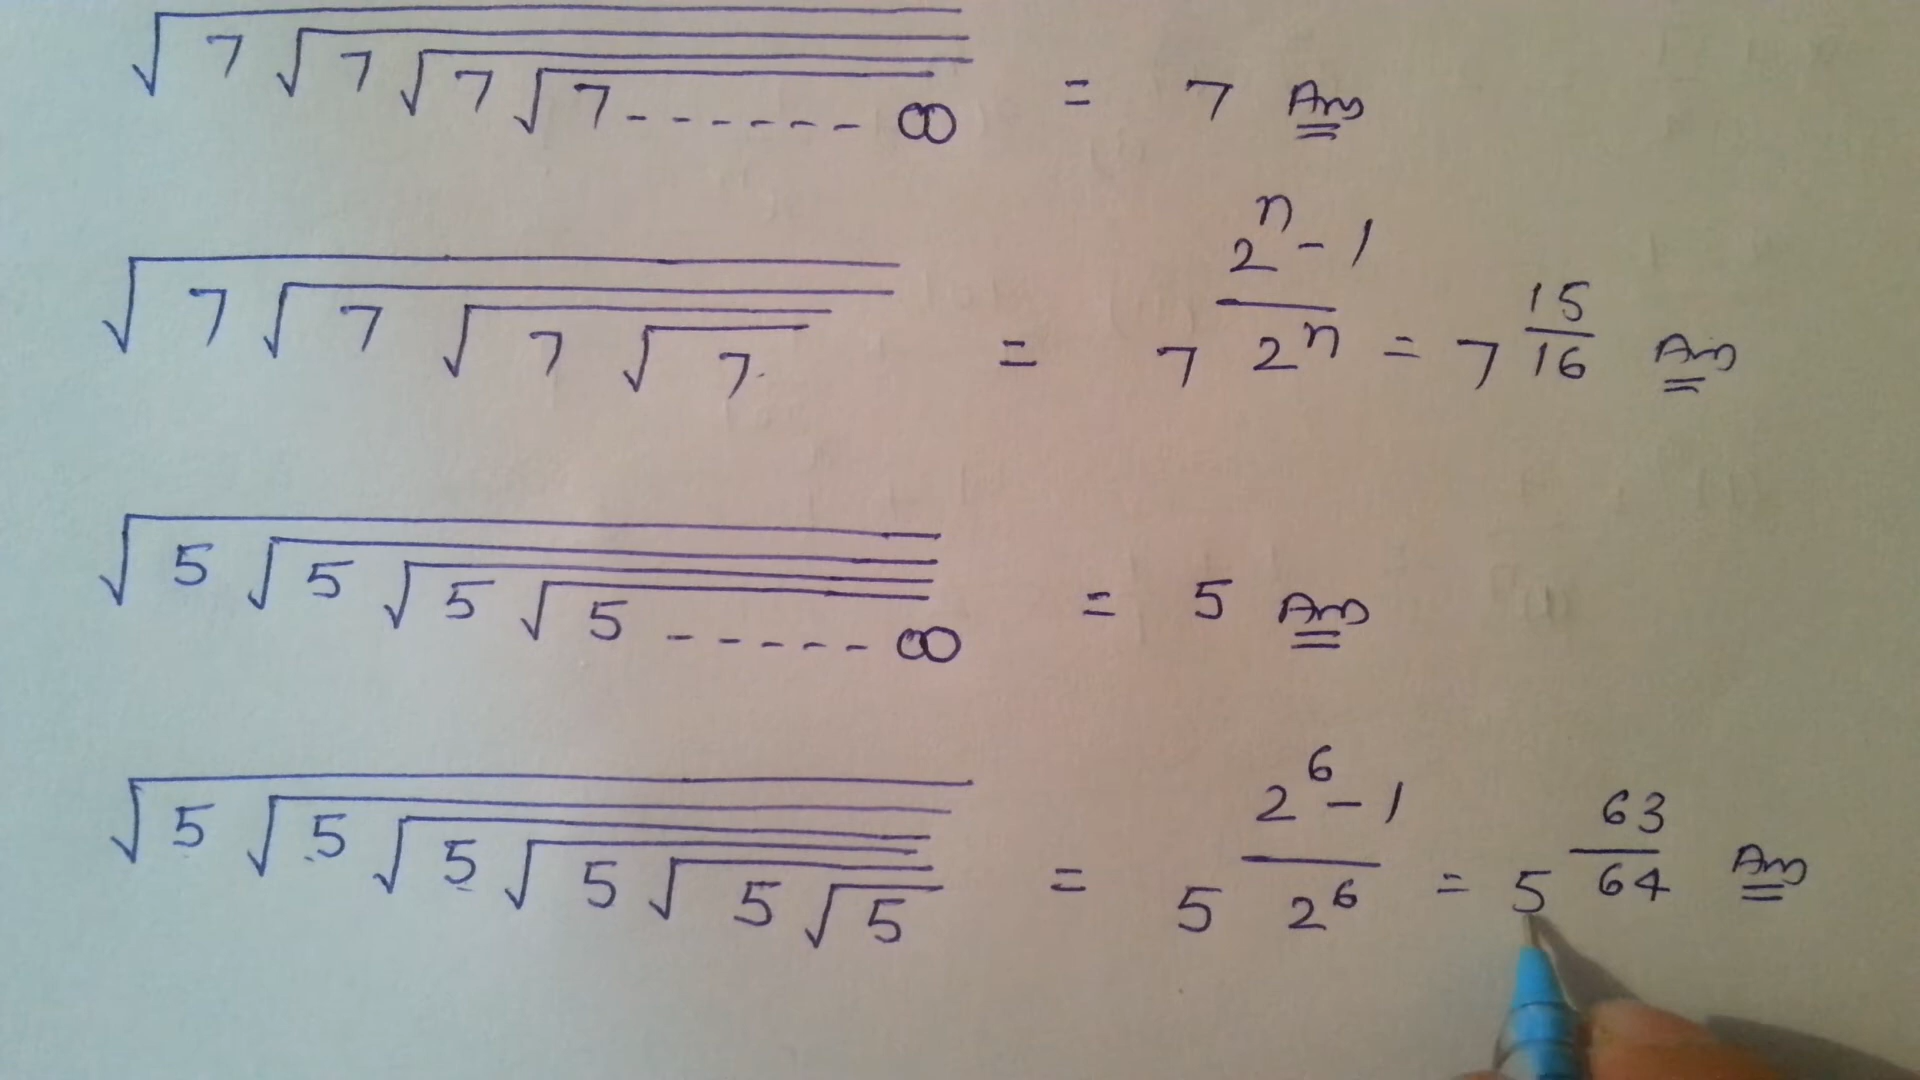 √7√7√7√7------∞ = 7 Ans
√7√7√7√7 = 7^((2^n-1)/(2^n)) = 7^(15/16) Ans
√5√5√5√5-----∞ = 5 Ans
√5√5√5√5√5√5 = 5^((2^6-1)/(2^6)) = 5^(63/64) Ans